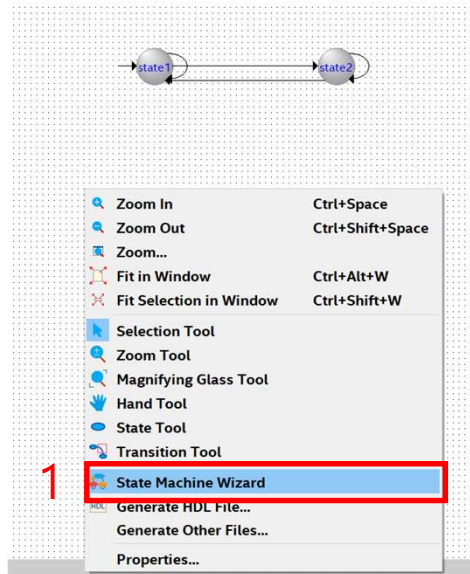 state1 state2
Zoom In Ctrl+Space
Zoom Out Ctrl+Shift+Space
Zoom...
Fit in Window Ctrl+Alt+W
Fit Selection in Window Ctrl+Shift+W
Selection Tool
Zoom Tool
Magnifying Glass Tool
Hand Tool
State Tool
Transition Tool
1 State Machine Wizard
HDL Generate HDL File...
Generate Other Files...
Properties...